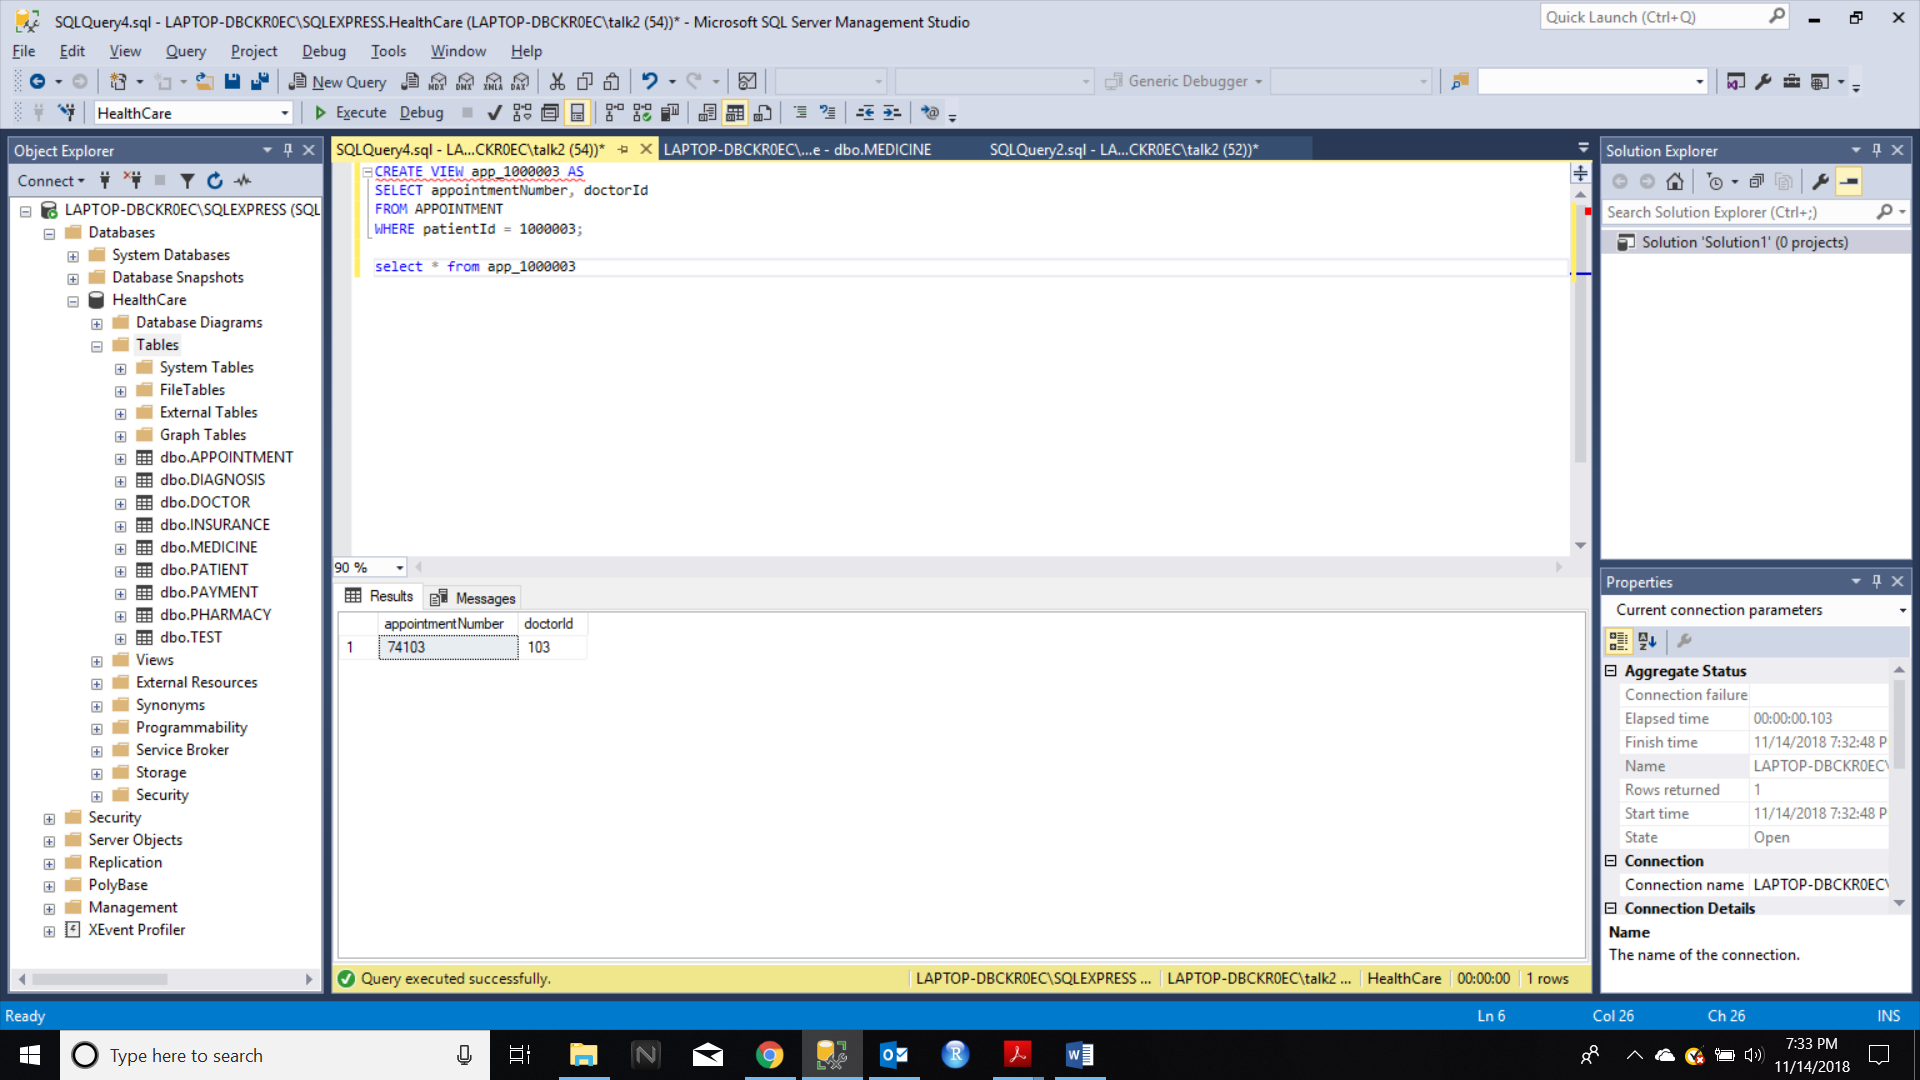 SQLQuery4.sql - LAPTOP-DBCKR0EC\SQLEXPRESS.HealthCare (LAPTOP-DBCKR0EC\talk2 (54))* - Microsoft SQL Server Management Studio
Quick Launch (Ctrl+Q)
File Edit View Query Project Debug Tools Window Help
New Query MDX DMX XMLA DAX Generic Debugger
HealthCare Execute Debug
Object Explorer
Connect
LAPTOP-DBCKR0EC\SQLEXPRESS (SQL
Databases
System Databases
Database Snapshots
HealthCare
Database Diagrams
Tables
System Tables
FileTables
External Tables
Graph Tables
dbo.APPOINTMENT
dbo.DIAGNOSIS
dbo.DOCTOR
dbo.INSURANCE
dbo.MEDICINE
dbo.PATIENT
dbo.PAYMENT
dbo.PHARMACY
dbo.TEST
Views
External Resources
Synonyms
Programmability
Service Broker
Storage
Security
Security
Server Objects
Replication
PolyBase
Management
XEvent Profiler
SQLQuery4.sql - LA...CKR0EC\talk2 (54))* LAPTOP-DBCKR0EC\...e - dbo.MEDICINE SQLQuery2.sql - LA...CKR0EC\talk2 (52))*
CREATE VIEW app_1000003 AS
SELECT appointmentNumber, doctorId
FROM APPOINTMENT
WHERE patientId = 1000003;
select * from app_1000003
90 %
Results Messages
appointmentNumber doctorId
1 74103 103
Query executed successfully. LAPTOP-DBCKR0EC\SQLEXPRESS ... LAPTOP-DBCKR0EC\talk2 ... HealthCare 00:00:00 1 rows
Solution Explorer
Search Solution Explorer (Ctrl+;)
Solution 'Solution1' (0 projects)
Properties
Current connection parameters
Aggregate Status
Connection failure
Elapsed time 00:00:00.103
Finish time 11/14/2018 7:32:48 P
Name LAPTOP-DBCKR0EC\
Rows returned 1
Start time 11/14/2018 7:32:48 P
State Open
Connection
Connection name LAPTOP-DBCKR0EC\
Connection Details
Name
The name of the connection.
Ready Ln 6 Col 26 Ch 26 INS
Type here to search
7:33 PM
11/14/2018